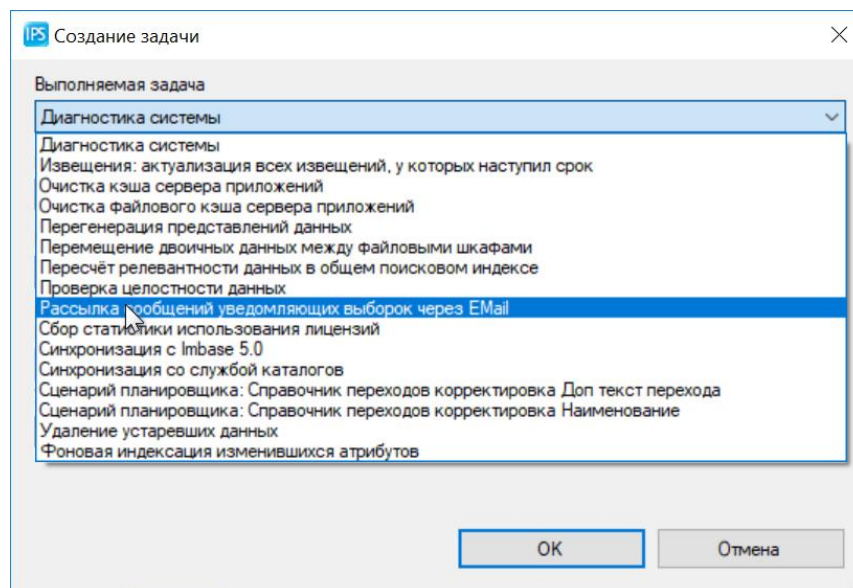 IPS Создание задачи
Выполняемая задача
Диагностика системы
Диагностика системы
Извещения: актуализация всех извещений, у которых наступил срок
Очистка кэша сервера приложений
Очистка файлового кэша сервера приложений
Перегенерация представлений данных
Перемещение двоичных данных между файловыми шкафами
Пересчёт релевантности данных в общем поисковом индексе
Проверка целостности данных
Рассылка сообщений уведомляющих выборок через EMail
Сбор статистики использования лицензий
Синхронизация с Imbase 5.0
Синхронизация со службой каталогов
Сценарий планировщика: Справочник переходов корректировка Доп текст перехода
Сценарий планировщика: Справочник переходов корректировка Наименование
Удаление устаревших данных
Фоновая индексация изменившихся атрибутов
OK Отмена